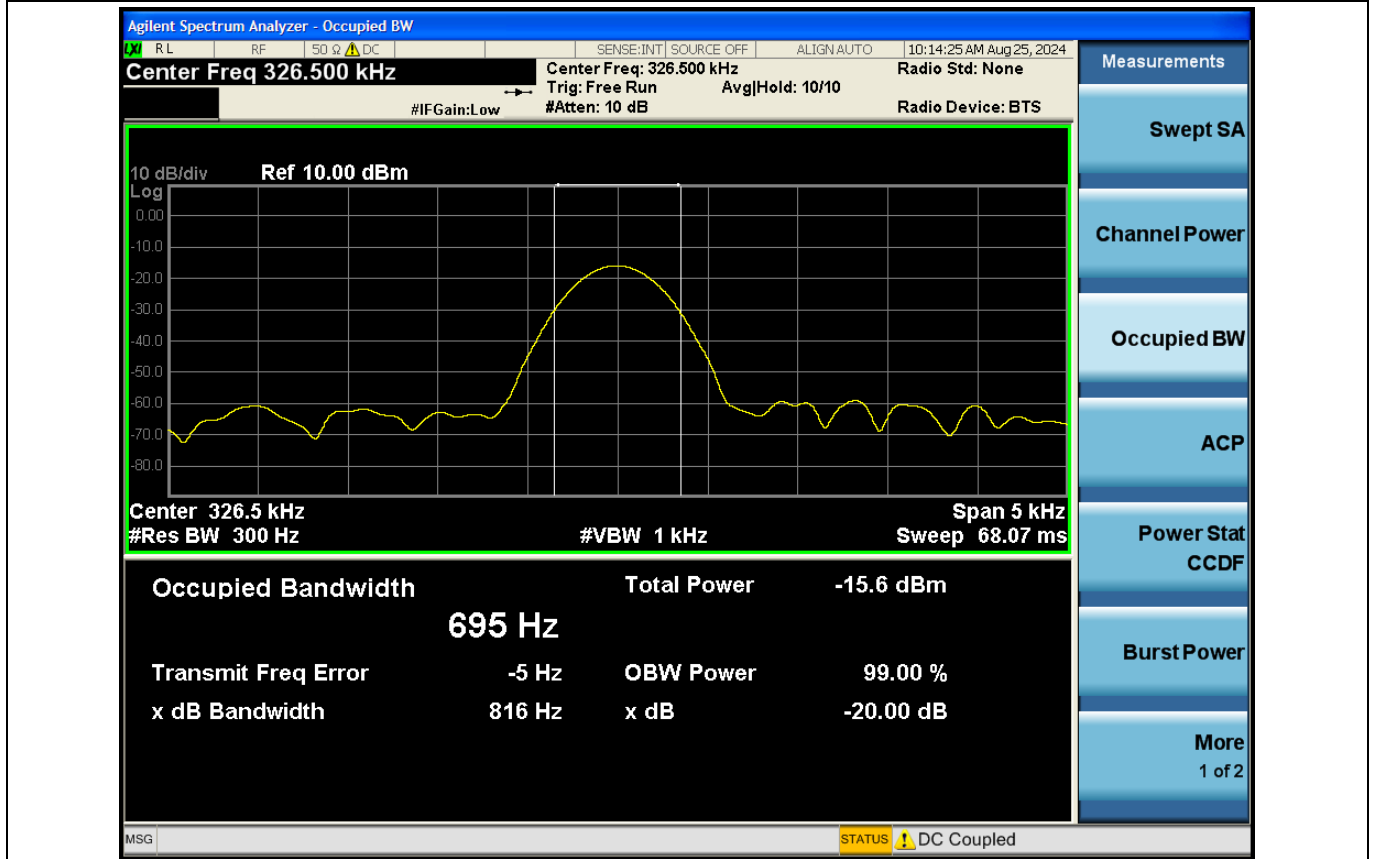 Agilent Spectrum Analyzer - Occupied BW
LXI RL RF 50 Ω DC SENSE:INT SOURCE OFF ALIGN AUTO 10:14:25 AM Aug 25, 2024
Center Freq 326.500 kHz Center Freq: 326.500 kHz Radio Std: None
Trig: Free Run Avg|Hold: 10/10
#IFGain:Low #Atten: 10 dB Radio Device: BTS
10 dB/div Ref 10.00 dBm
Log
0.00
-10.0
-20.0
-30.0
-40.0
-50.0
-60.0
-70.0
-80.0
Center 326.5 kHz Span 5 kHz
#Res BW 300 Hz #VBW 1 kHz Sweep 68.07 ms
Occupied Bandwidth Total Power -15.6 dBm
695 Hz
Transmit Freq Error -5 Hz OBW Power 99.00 %
x dB Bandwidth 816 Hz x dB -20.00 dB
Measurements
Swept SA
Channel Power
Occupied BW
ACP
Power Stat
CCDF
Burst Power
More
1 of 2
MSG STATUS DC Coupled